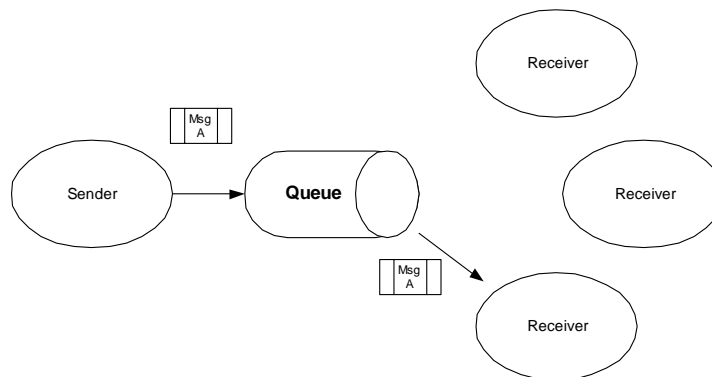 Receiver
Msg
A
Sender
Queue
Receiver
Msg
A
Receiver